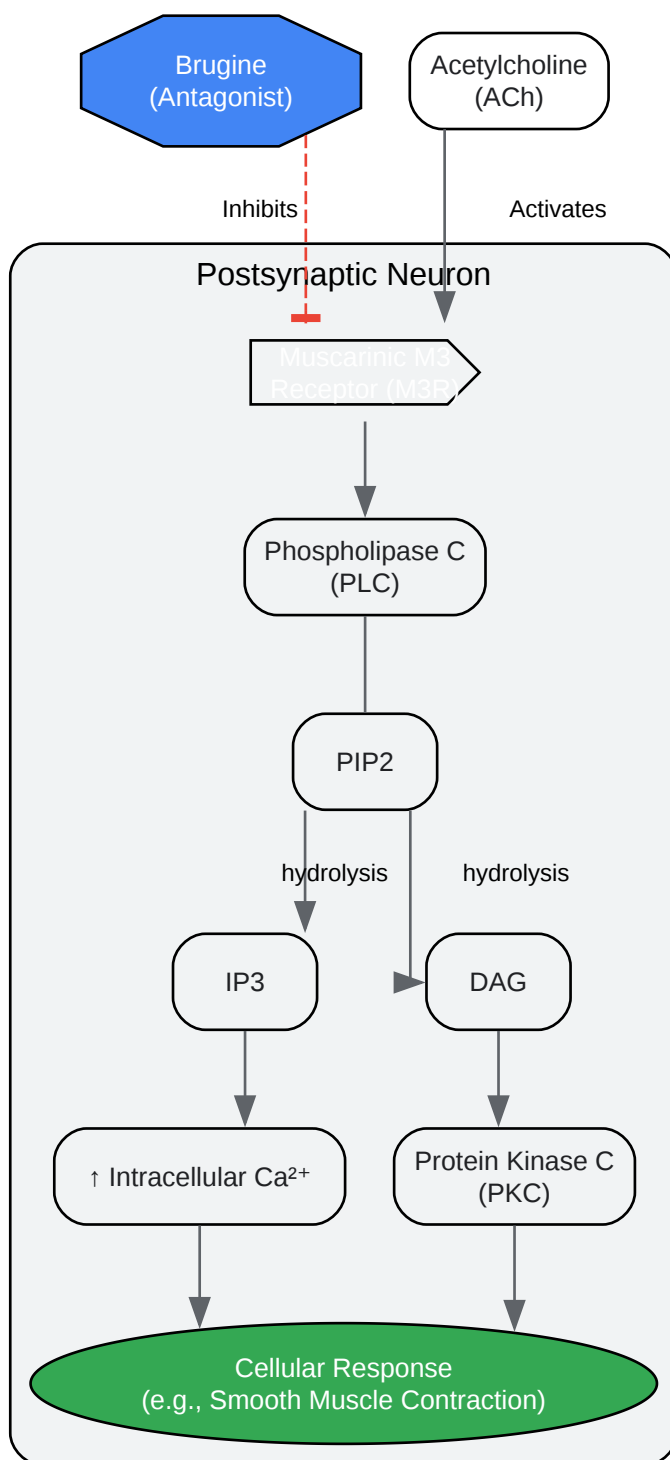 Brugine
(Antagonist)
Acetylcholine
(ACh)
Inhibits
Activates
Postsynaptic Neuron
Muscarinic M3
Receptor (M3R)
Phospholipase C
(PLC)
PIP2
hydrolysis
hydrolysis
IP3
DAG
↑ Intracellular Ca²⁺
Protein Kinase C
(PKC)
Cellular Response
(e.g., Smooth Muscle Contraction)